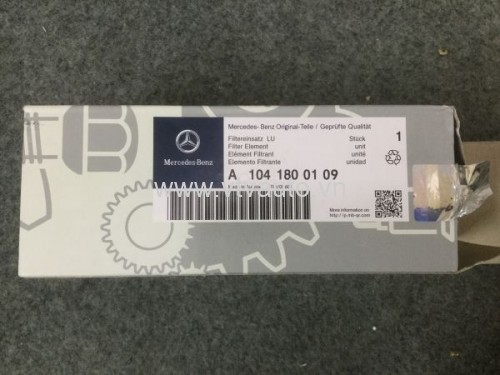 Mercedes-Benz Original-Teile / Geprüfte Qualität
Filtereinsatz LU Stück 1
Filter Element unit
Elément Filtrant unité
Elemento Filtrante unidad
Mercedes-Benz
A 104 180 01 09
More information on